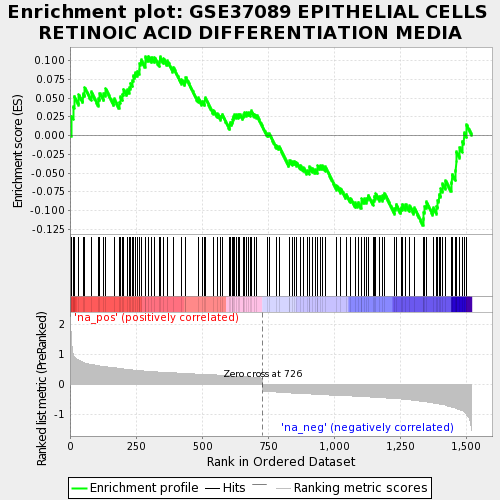 Enrichment plot: GSE37089 EPITHELIAL CELLS
RETINOIC ACID DIFFERENTIATION MEDIA
Enrichment score (ES)
0.100
0.075
0.050
0.025
0.000
-0.025
-0.050
-0.075
-0.100
-0.125
'na_pos' (positively correlated)
Ranked list metric (PreRanked)
2
1
0
-1
Zero cross at 726
'na_neg' (negatively correlated)
0
250
500
750
1,000
1,250
1,500
Rank in Ordered Dataset
Enrichment profile
Hits
Ranking metric scores